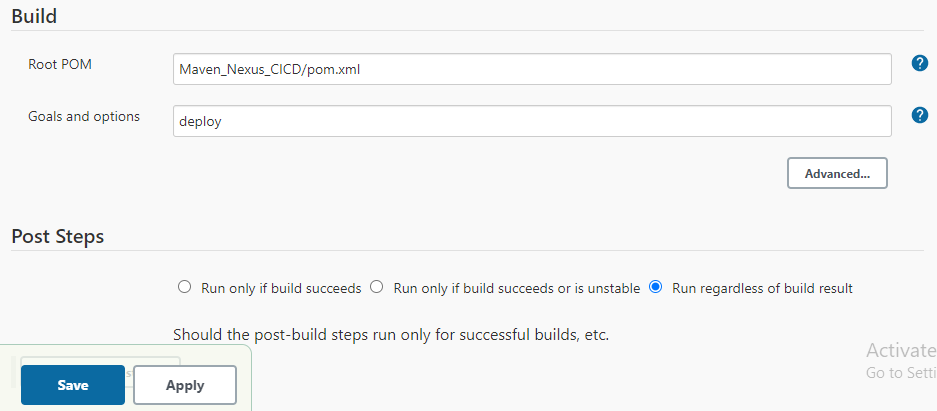 Build
Root POM
Maven_Nexus_CICD/pom.xml
?
Goals and options
deploy
?
Advanced...
Post Steps
Run only if build succeeds Run only if build succeeds or is unstable Run regardless of build result
Should the post-build steps run only for successful builds, etc.
Activate
Go to Setti
Save
Apply